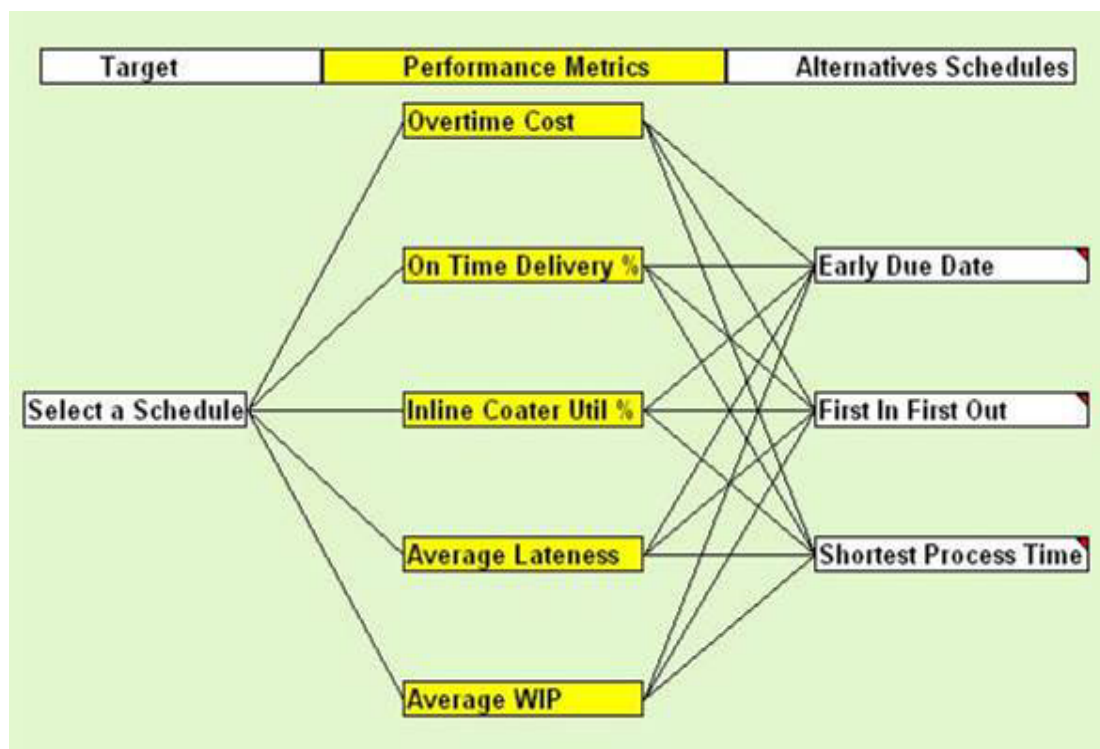 Target
Performance Metrics
Alternatives Schedules
Overtime Cost
On Time Delivery %
Early Due Date
Select a Schedule
Inline Coater Util %
First In First Out
Average Lateness
Shortest Process Time
Average WIP